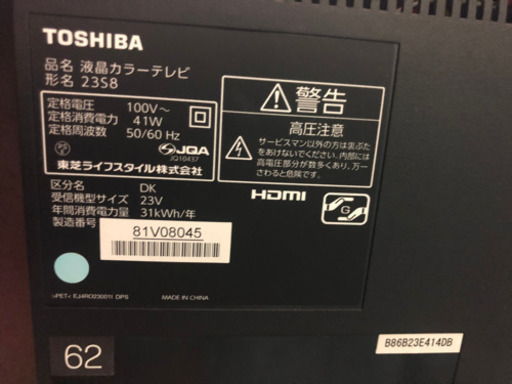 TOSHIBA
品名 液晶カラーテレビ
形名 23S8
定格電圧 100V～
定格消費電力 41W
定格周波数 50/60 Hz
JQA
JQ10437
東芝ライフスタイル株式会社
区分名 DK
受信機型サイズ 23V
年間消費電力量 31kWh/年
製造番号
81V08045
警告
高圧注意
サービスマン以外の方は裏ぶた
をあけないでください。内部には
高電圧部分が数多くあり、万一
さわると危険です。
HDMI
G
>PET< EJ4RO23001I DPS
MADE IN CHINA
62
B86B23E414DB